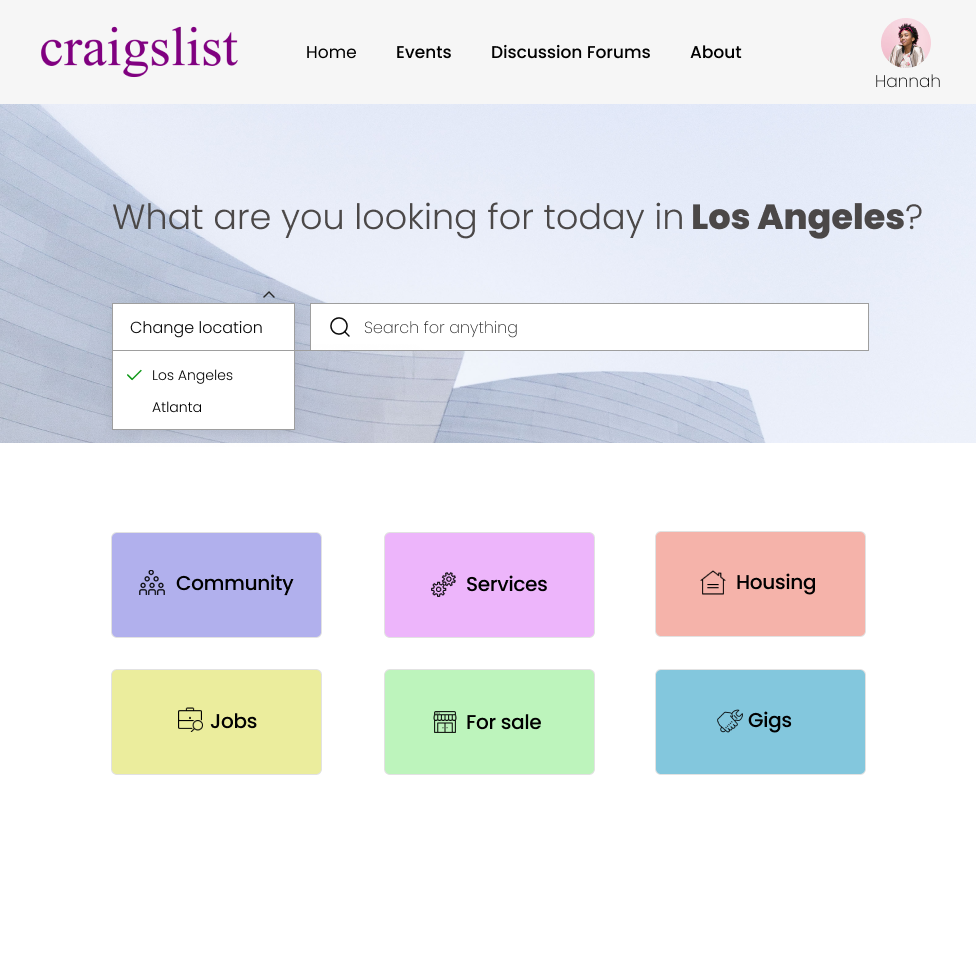 craigslist
Home Events Discussion Forums About
Hannah
What are you looking for today in Los Angeles?
Change location
Search for anything
Los Angeles
Atlanta
Community
Services
Housing
Jobs
For sale
Gigs